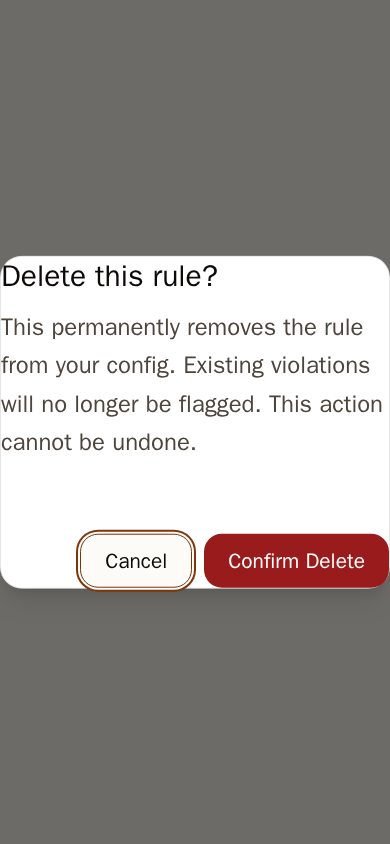 Delete this rule?
This permanently removes the rule
from your config. Existing violations
will no longer be flagged. This action
cannot be undone.
Cancel
Confirm Delete